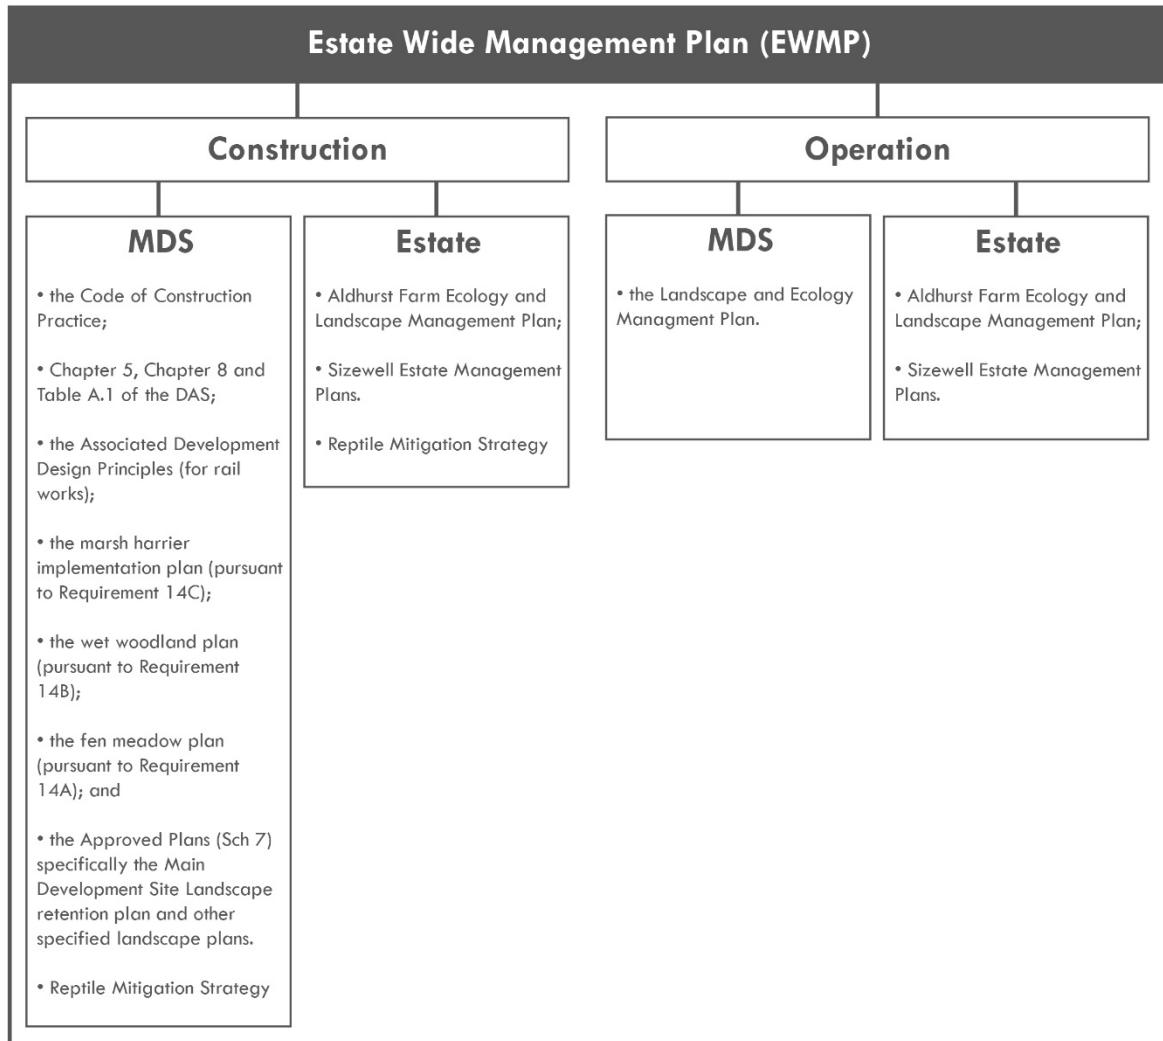 Estate Wide Management Plan (EWMP)
Construction
MDS
• the Code of Construction
Practice;
• Chapter 5, Chapter 8 and
Table A.1 of the DAS;
• the Associated Development
Design Principles (for rail
works);
• the marsh harrier
implementation plan (pursuant
to Requirement 14C);
• the wet woodland plan
(pursuant to Requirement
14B);
• the fen meadow plan
(pursuant to Requirement
14A); and
• the Approved Plans (Sch 7)
specifically the Main
Development Site Landscape
retention plan and other
specified landscape plans.
• Reptile Mitigation Strategy
Estate
• Aldhurst Farm Ecology and
Landscape Management Plan;
• Sizewell Estate Management
Plans.
• Reptile Mitigation Strategy
Operation
MDS
• the Landscape and Ecology
Managment Plan.
Estate
• Aldhurst Farm Ecology and
Landscape Management Plan;
• Sizewell Estate Management
Plans.